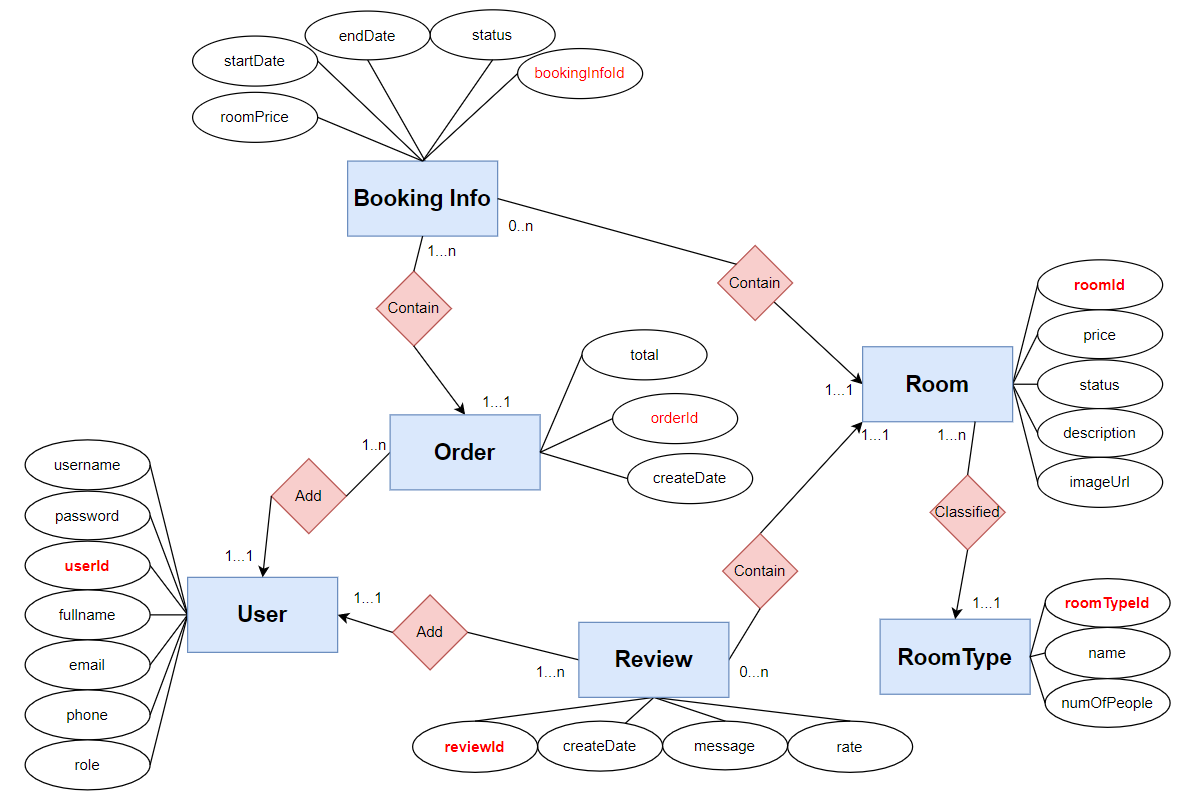 endDate
status
startDate
bookingInfoId
roomPrice
Booking Info
0..n
1...n
Contain
Contain
roomId
price
total
status
Room
1...1
1...1
orderId
description
1...1
1...n
1..n
Order
username
createDate
imageUrl
Add
Classified
password
1...1
userId
Contain
1...1
1...1
roomTypeId
fullname
User
Add
name
Review
RoomType
email
1...n
0...n
numOfPeople
phone
reviewId
createDate
message
rate
role